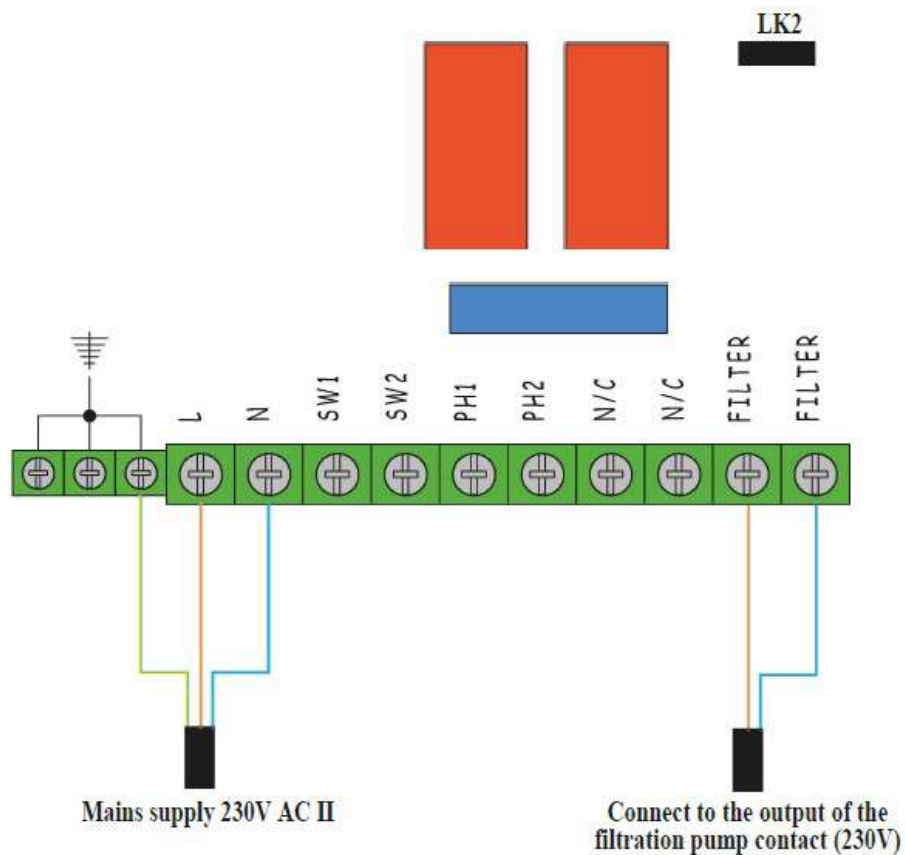 LK2
L
N
SW1
SW2
PH1
PH2
N/C
N/C
FILTER
FILTER
Mains supply 230V AC II
Connect to the output of the
filtration pump contact (230V)